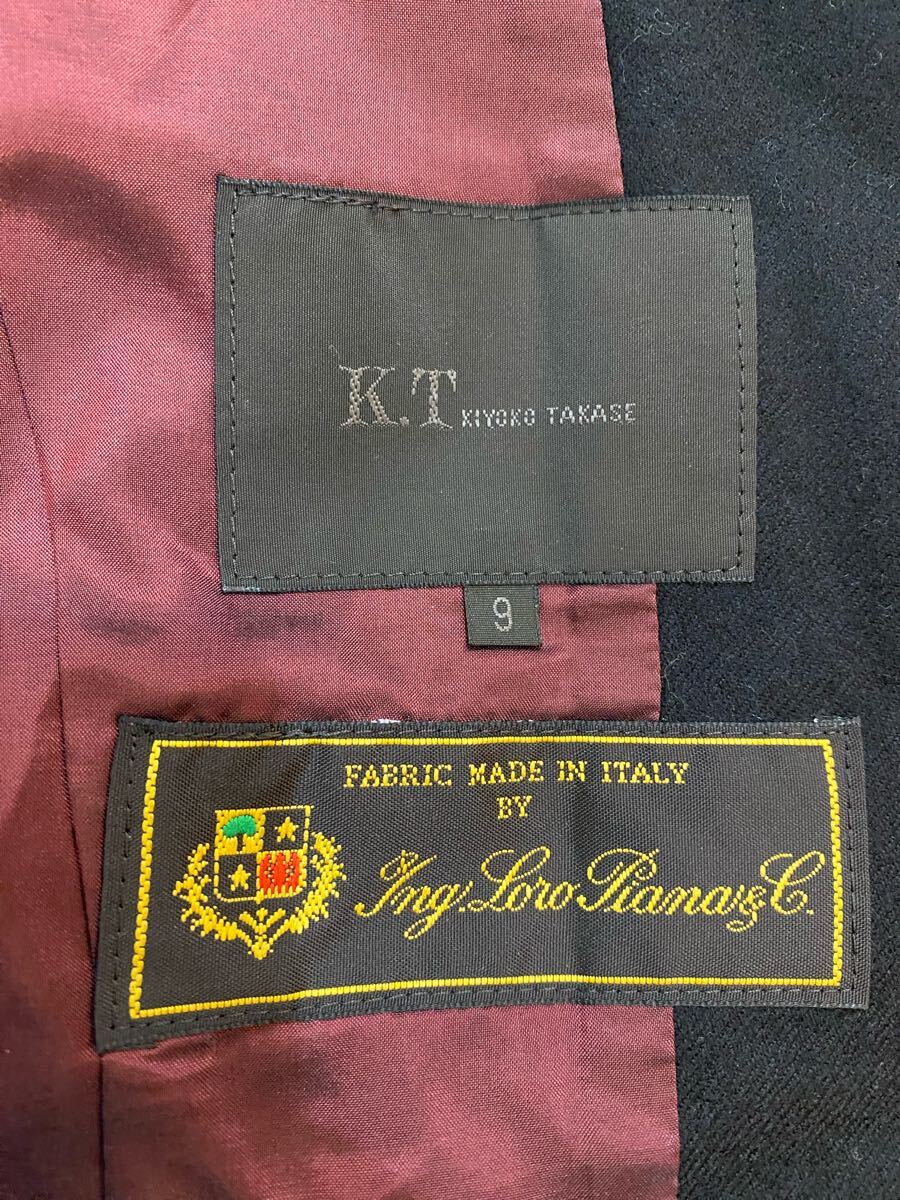 K.T KIYOKO TAKASE
9
FABRIC MADE IN ITALY
BY
Ing. Loro Piana & C.